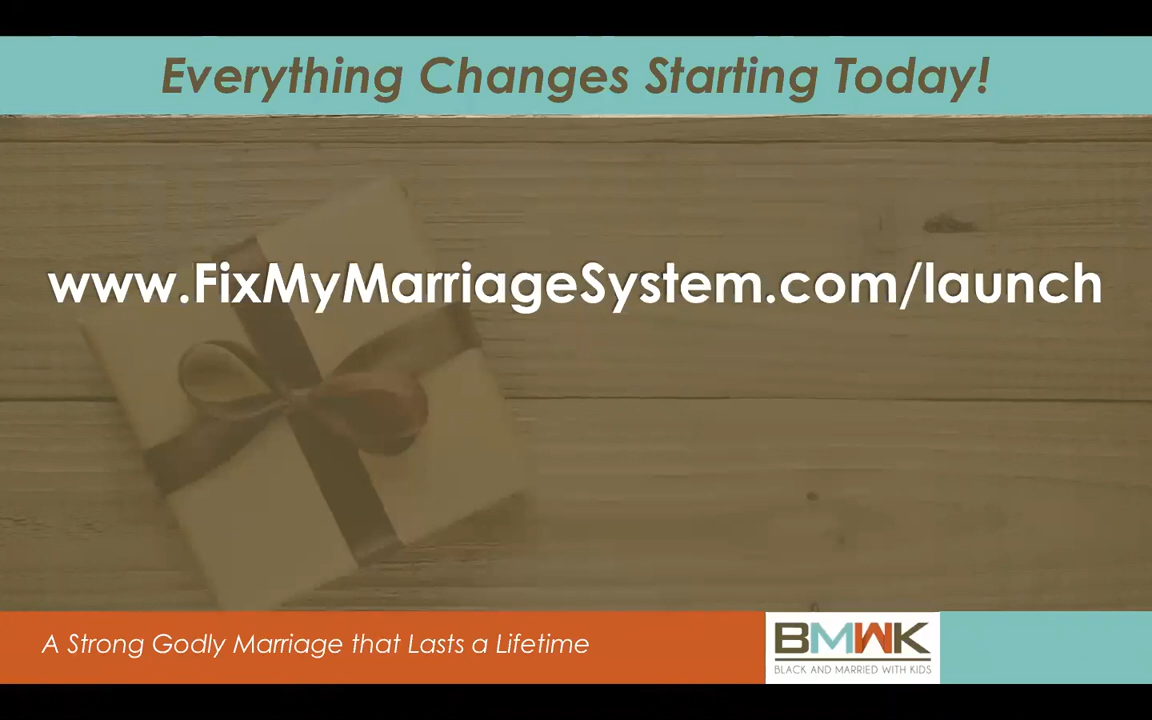 Everything Changes Starting Today!
www.FixMyMarriageSystem.com/launch
A Strong Godly Marriage that Lasts a Lifetime
BMWK
BLACK AND MARRIED WITH KIDS